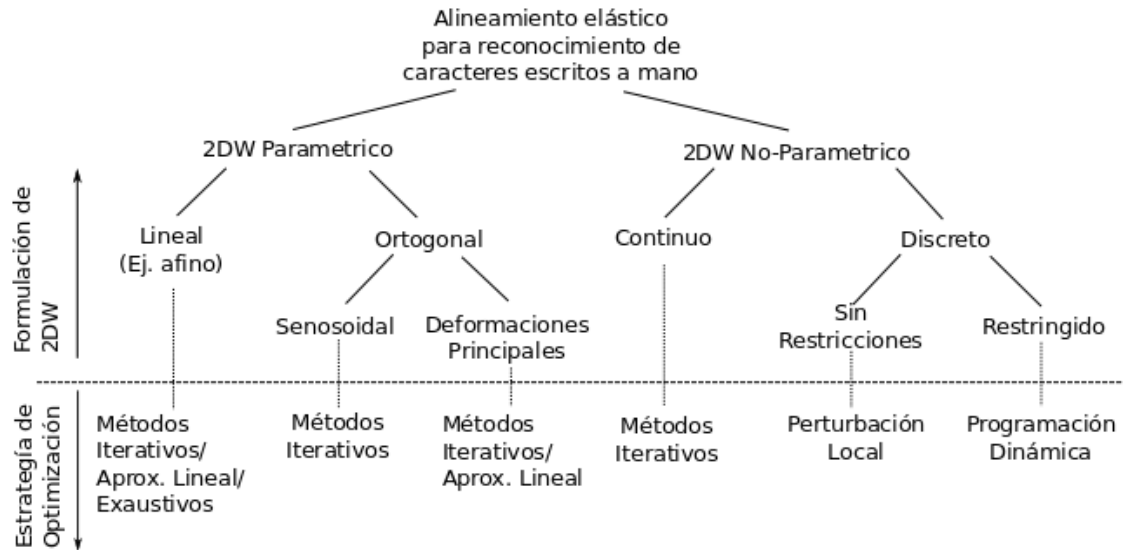 Alineamiento elástico
para reconocimiento de
caracteres escritos a mano
2DW Parametrico
2DW No-Parametrico
Formulación de
2DW
Lineal
(Ej. afino)
Ortogonal
Continuo
Discreto
Senosoidal
Deformaciones
Principales
Sin
Restricciones
Restringido
Estrategía de
Optimización
Métodos
Iterativos/
Aprox. Lineal/
Exaustivos
Métodos
Iterativos
Métodos
Iterativos/
Aprox. Lineal
Métodos
Iterativos
Perturbación
Local
Programación
Dinámica